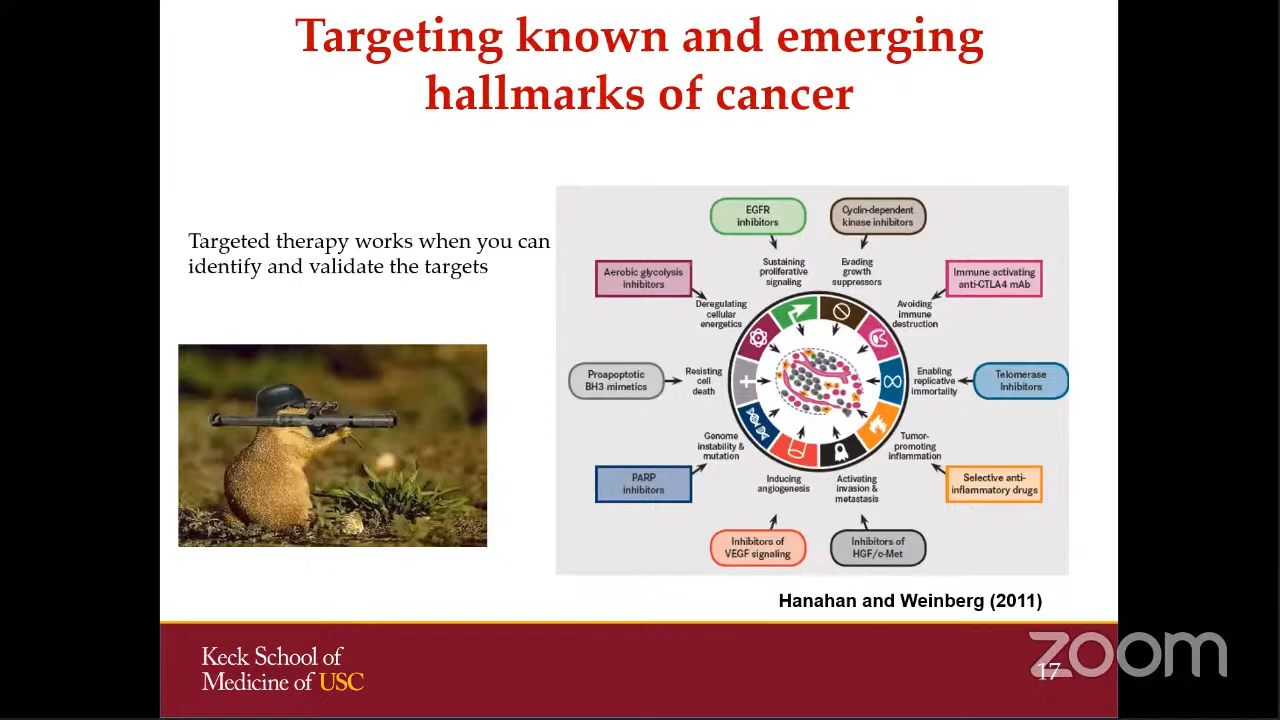 Targeting known and emerging
hallmarks of cancer
Targeted therapy works when you can
identify and validate the targets
EGFR
inhibitors
Cyclin-dependent
kinase inhibitors
Sustaining
proliferative
signaling
Evading
growth
suppressors
Aerobic glycolysis
inhibitors
Immune activating
anti-CTLA4 mAb
Deregulating
cellular
energetics
Avoiding
immune
destruction
Proapoptotic
BH3 mimetics
Resisting
cell
death
Enabling
replicative
immortality
Telomerase
Inhibitors
Genome
instability &
mutation
Tumor-
promoting
inflammation
PARP
inhibitors
Inducing
angiogenesis
Activating
invasion &
metastasis
Selective anti-
inflammatory drugs
Inhibitors of
VEGF signaling
Inhibitors of
HGF/c-Met
Hanahan and Weinberg (2011)
Keck School of
Medicine of USC
zoom
17